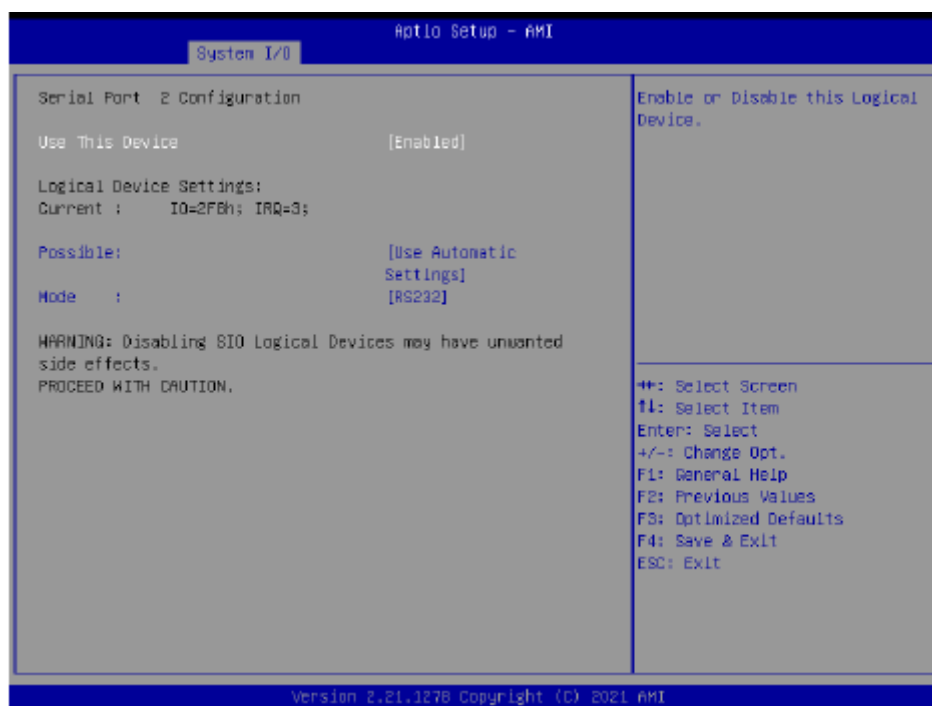 Aptio Setup - AMI
System I/O
Serial Port 2 Configuration
Use This Device [Enabled]
Logical Device Settings:
Current : IO=2F8h; IRQ=3;
Possible: [Use Automatic
Settings]
Mode : [RS232]
WARNING: Disabling SIO Logical Devices may have unwanted
side effects.
PROCEED WITH CAUTION.
Enable or Disable this Logical
Device.
→←: Select Screen
↑↓: Select Item
Enter: Select
+/-: Change Opt.
F1: General Help
F2: Previous Values
F3: Optimized Defaults
F4: Save & Exit
ESC: Exit
Version 2.21.1278 Copyright (C) 2021 AMI